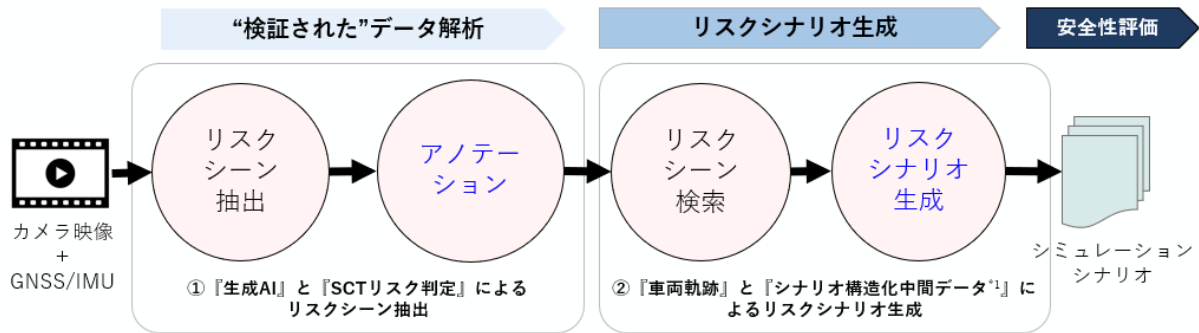 “検証された”データ解析
リスクシナリオ生成
安全性評価
カメラ映像
+
GNSS/IMU
リスク
シーン
抽出
アノテー
ション
リスク
シーン
検索
リスク
シナリオ
生成
シミュレーション
シナリオ
①『生成AI』と『SCTリスク判定』による
リスクシーン抽出
②『車両軌跡』と『シナリオ構造化中間データ*1』に
よるリスクシナリオ生成